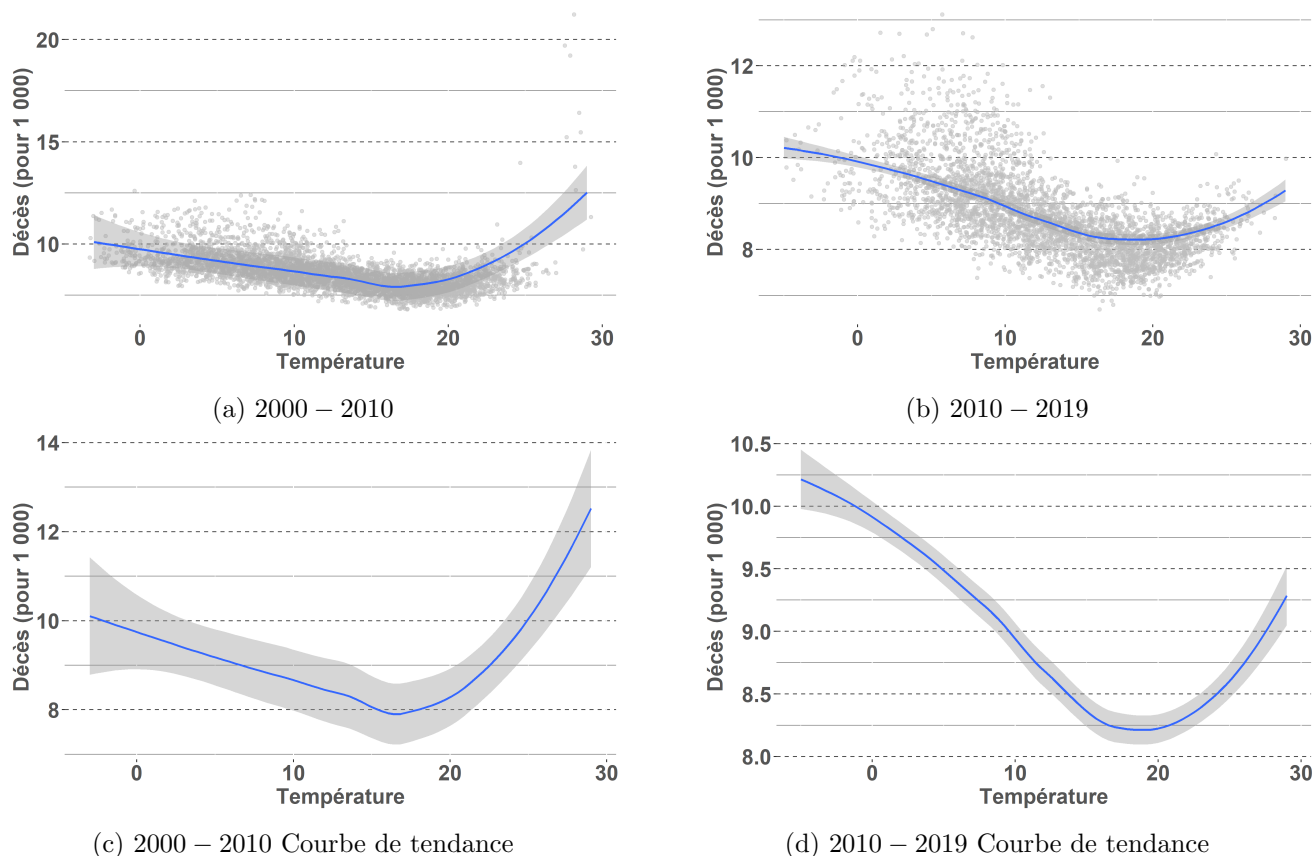 Décès (pour 1 000)
20
15
10
0 10 20 30
Température
(a) 2000 – 2010
Décès (pour 1 000)
12
10
8
0 10 20 30
Température
(b) 2010 – 2019
Décès (pour 1 000)
14
12
10
8
0 10 20 30
Température
(c) 2000 – 2010 Courbe de tendance
Décès (pour 1 000)
10.5
10.0
9.5
9.0
8.5
8.0
0 10 20 30
Température
(d) 2010 – 2019 Courbe de tendance